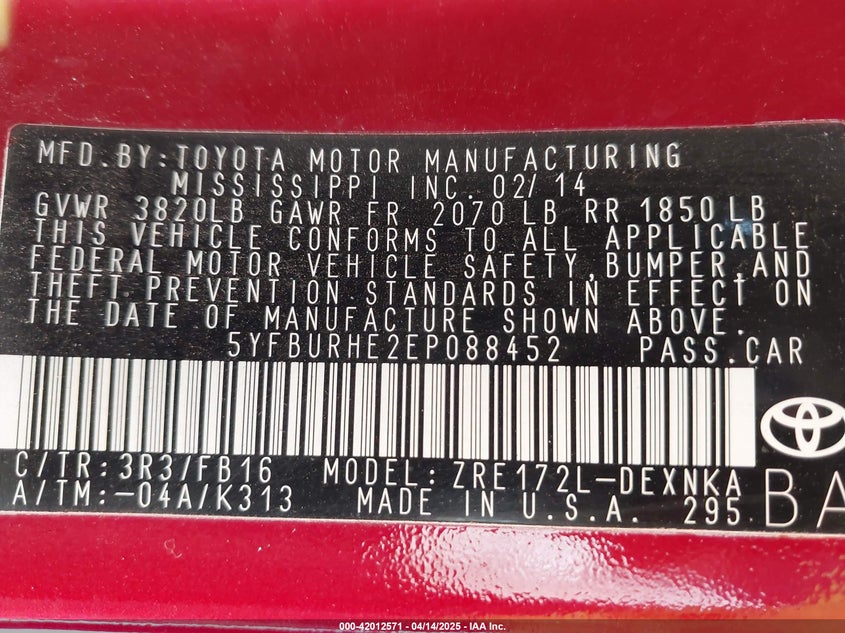 MFD.BY:TOYOTA MOTOR MANUFACTURING
MISSISSIPPI INC. 02/14
GVWR 3820LB GAWR FR 2070 LB RR 1850 LB
THIS VEHICLE CONFORMS TO ALL APPLICABLE
FEDERAL MOTOR VEHICLE SAFETY,BUMPER,AND
THEFT PREVENTION STANDARDS IN EFFECT ON
THE DATE OF MANUFACTURE SHOWN ABOVE.
5YFBURHE2EP088452 PASS.CAR
C/TR:3R3/FB16 MODEL:ZRE172L-DEXNKA
A/TM:-04A/K313 MADE IN U.S.A. 295
BA
000-42012571 - 04/14/2025 - IAA Inc.